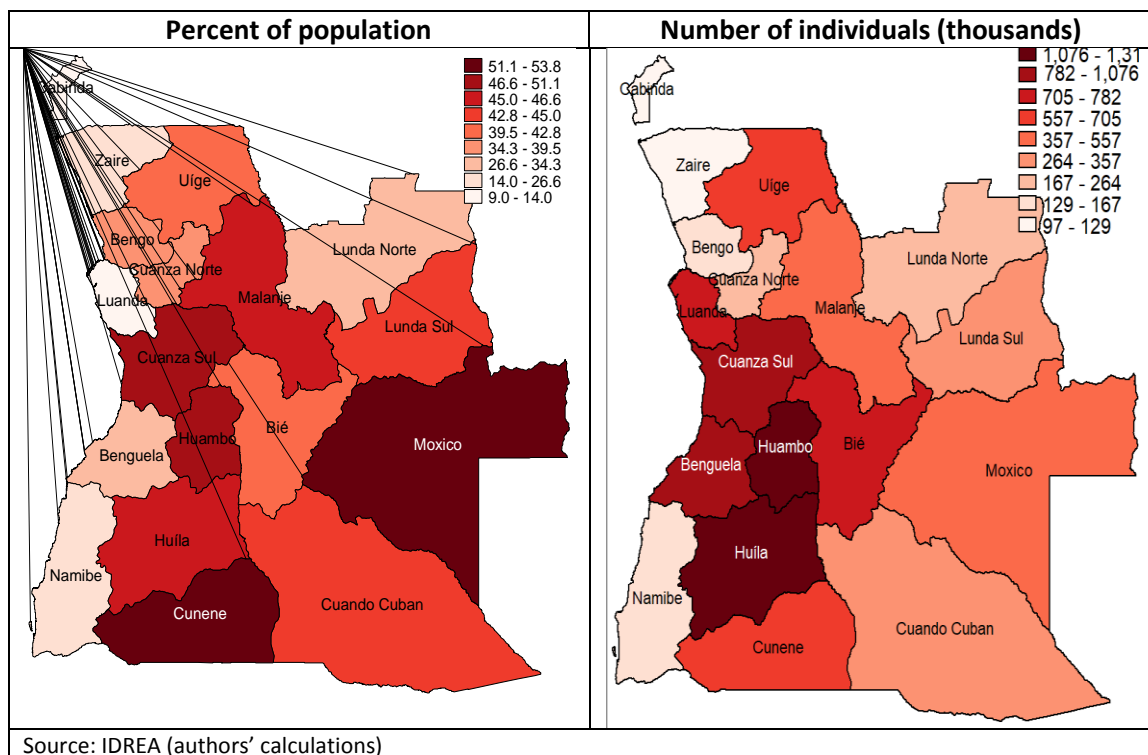 Percent of population
Number of individuals (thousands)
51.1 - 53.8
46.6 - 51.1
45.0 - 46.6
42.8 - 45.0
39.5 - 42.8
34.3 - 39.5
26.6 - 34.3
14.0 - 26.6
9.0 - 14.0
Cabinda
Zaire
Uíge
Bengo
Cuanza Norte
Lunda Norte
Luanda
Malanje
Lunda Sul
Cuanza Sul
Huambo
Bié
Moxico
Benguela
Huíla
Namibe
Cunene
Cuando Cuban
1,076 - 1,31
782 - 1,076
705 - 782
557 - 705
357 - 557
264 - 357
167 - 264
129 - 167
97 - 129
Cabinda
Zaire
Uíge
Bengo
Cuanza Norte
Lunda Norte
Luanda
Malanje
Lunda Sul
Cuanza Sul
Huambo
Bié
Benguela
Moxico
Huíla
Namibe
Cuando Cuban
Cunene
Source: IDREA (authors’ calculations)